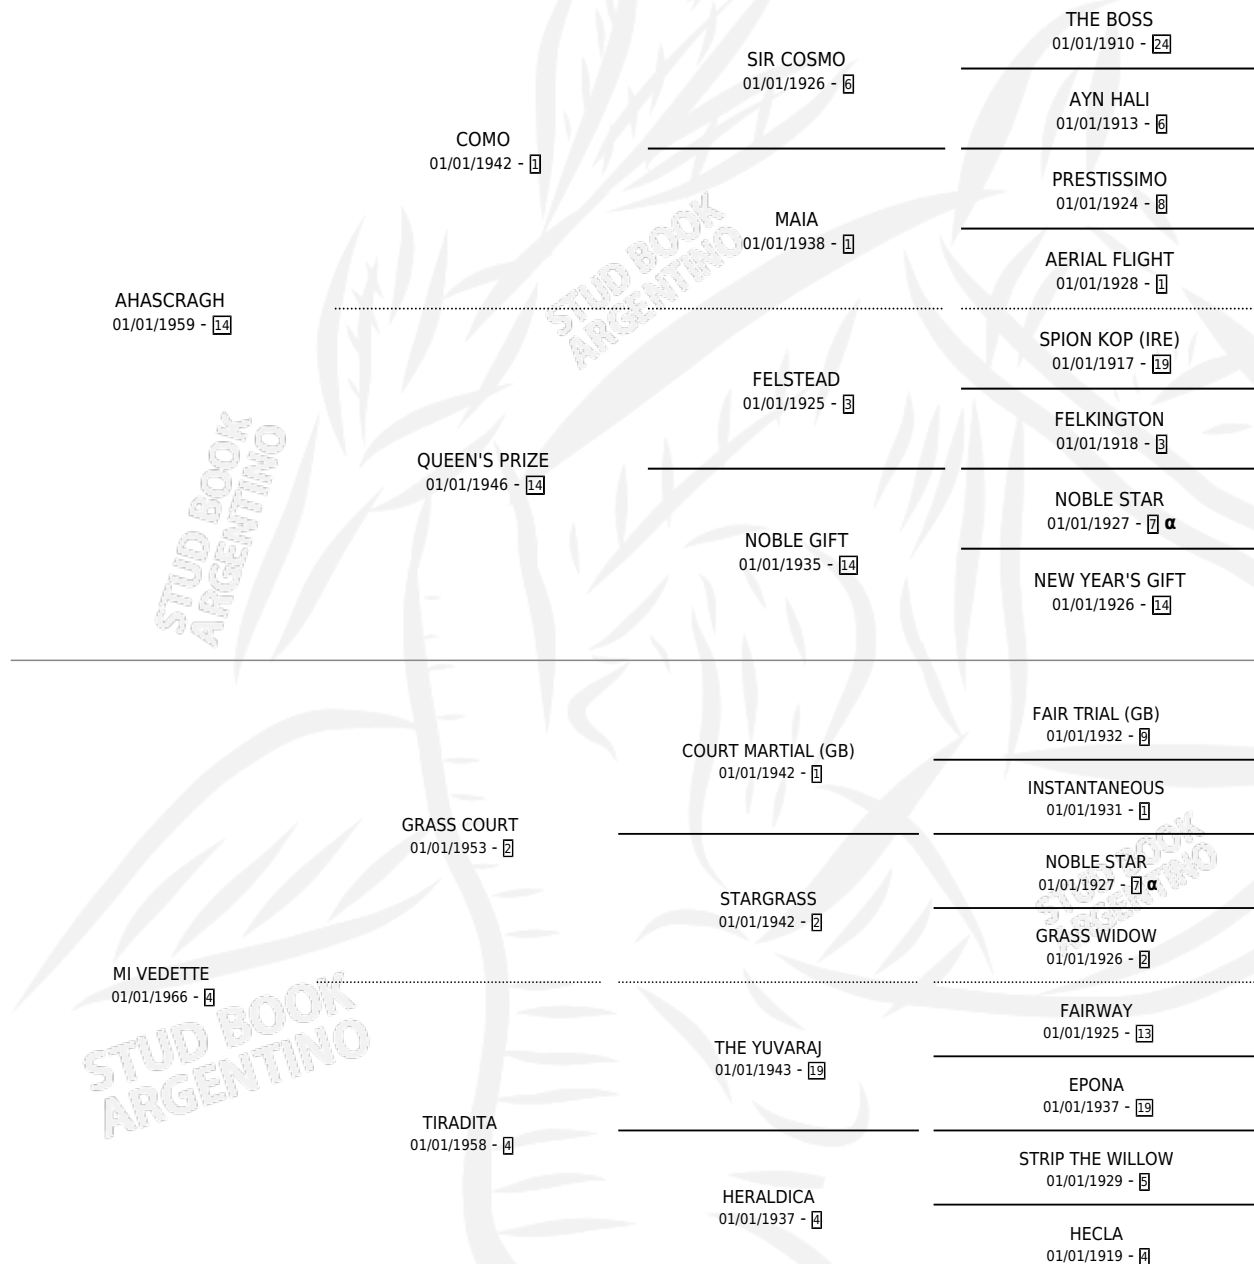 THE BOSS
01/01/1910 - 24
SIR COSMO
01/01/1926 - 6
AYN HALI
01/01/1913 - 6
COMO
01/01/1942 - 1
PRESTISSIMO
01/01/1924 - 8
MAIA
01/01/1938 - 1
AERIAL FLIGHT
01/01/1928 - 1
AHASCRAGH
01/01/1959 - 14
SPION KOP (IRE)
01/01/1917 - 19
FELSTEAD
01/01/1925 - 3
FELKINGTON
01/01/1918 - 3
QUEEN'S PRIZE
01/01/1946 - 14
NOBLE STAR
01/01/1927 - 7 α
NOBLE GIFT
01/01/1935 - 14
NEW YEAR'S GIFT
01/01/1926 - 14
FAIR TRIAL (GB)
01/01/1932 - 9
COURT MARTIAL (GB)
01/01/1942 - 1
INSTANTANEOUS
01/01/1931 - 1
GRASS COURT
01/01/1953 - 2
NOBLE STAR
01/01/1927 - 7 α
STARGRASS
01/01/1942 - 2
GRASS WIDOW
01/01/1926 - 2
MI VEDETTE
01/01/1966 - 4
FAIRWAY
01/01/1925 - 13
THE YUVARAJ
01/01/1943 - 19
EPONA
01/01/1937 - 19
TIRADITA
01/01/1958 - 4
STRIP THE WILLOW
01/01/1929 - 5
HERALDICA
01/01/1937 - 4
HECLA
01/01/1919 - 4
STUD BOOK
ARGENTINO
STUD BOOK
ARGENTINO
STUD BOOK
ARGENTINO
STUD BOOK
ARGENTINO